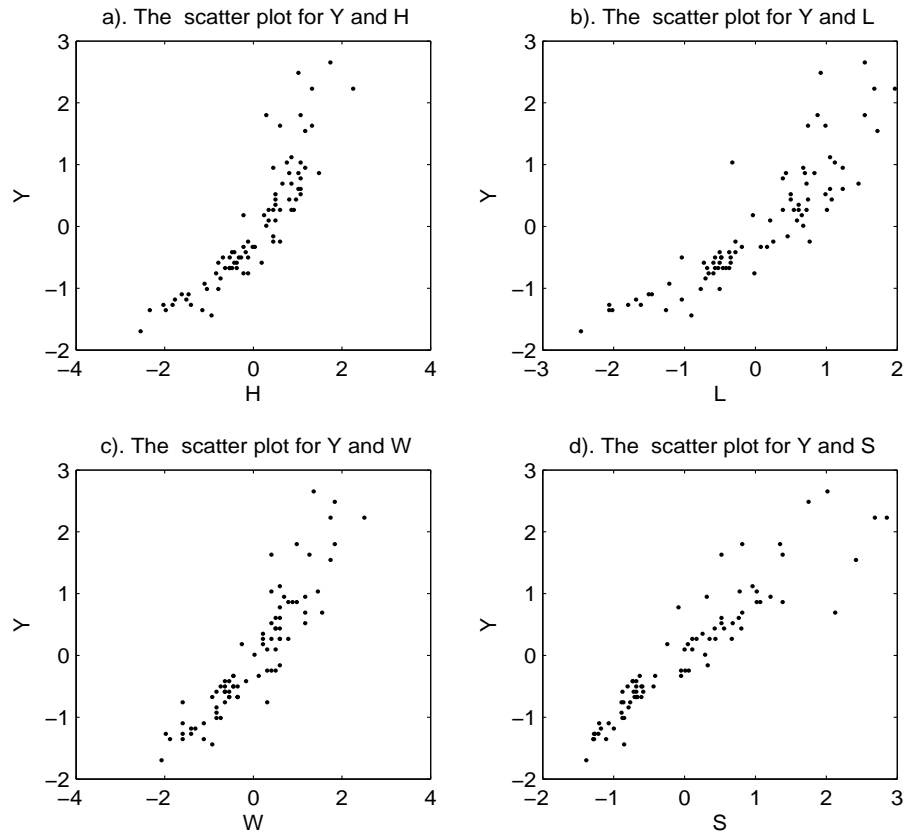 a). The scatter plot for Y and H
3
2
1
0
−1
−2
Y
−4 −2 0 2 4
H
b). The scatter plot for Y and L
3
2
1
0
−1
−2
Y
−3 −2 −1 0 1 2
L
c). The scatter plot for Y and W
3
2
1
0
−1
−2
Y
−4 −2 0 2 4
W
d). The scatter plot for Y and S
3
2
1
0
−1
−2
Y
−2 −1 0 1 2 3
S